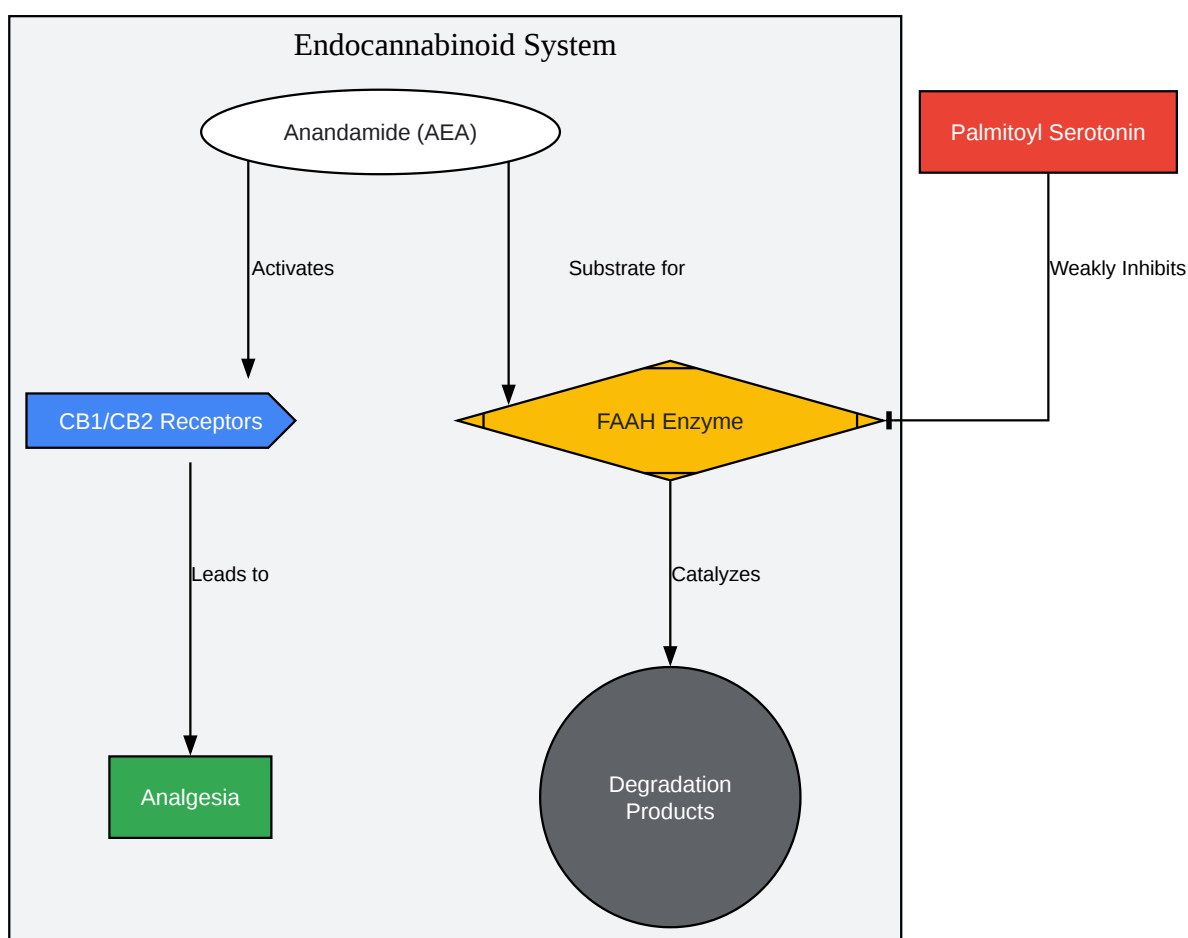 Endocannabinoid System
Anandamide (AEA)
Palmitoyl Serotonin
Activates
Substrate for
Weakly Inhibits
CB1/CB2 Receptors
FAAH Enzyme
Leads to
Catalyzes
Analgesia
Degradation
Products